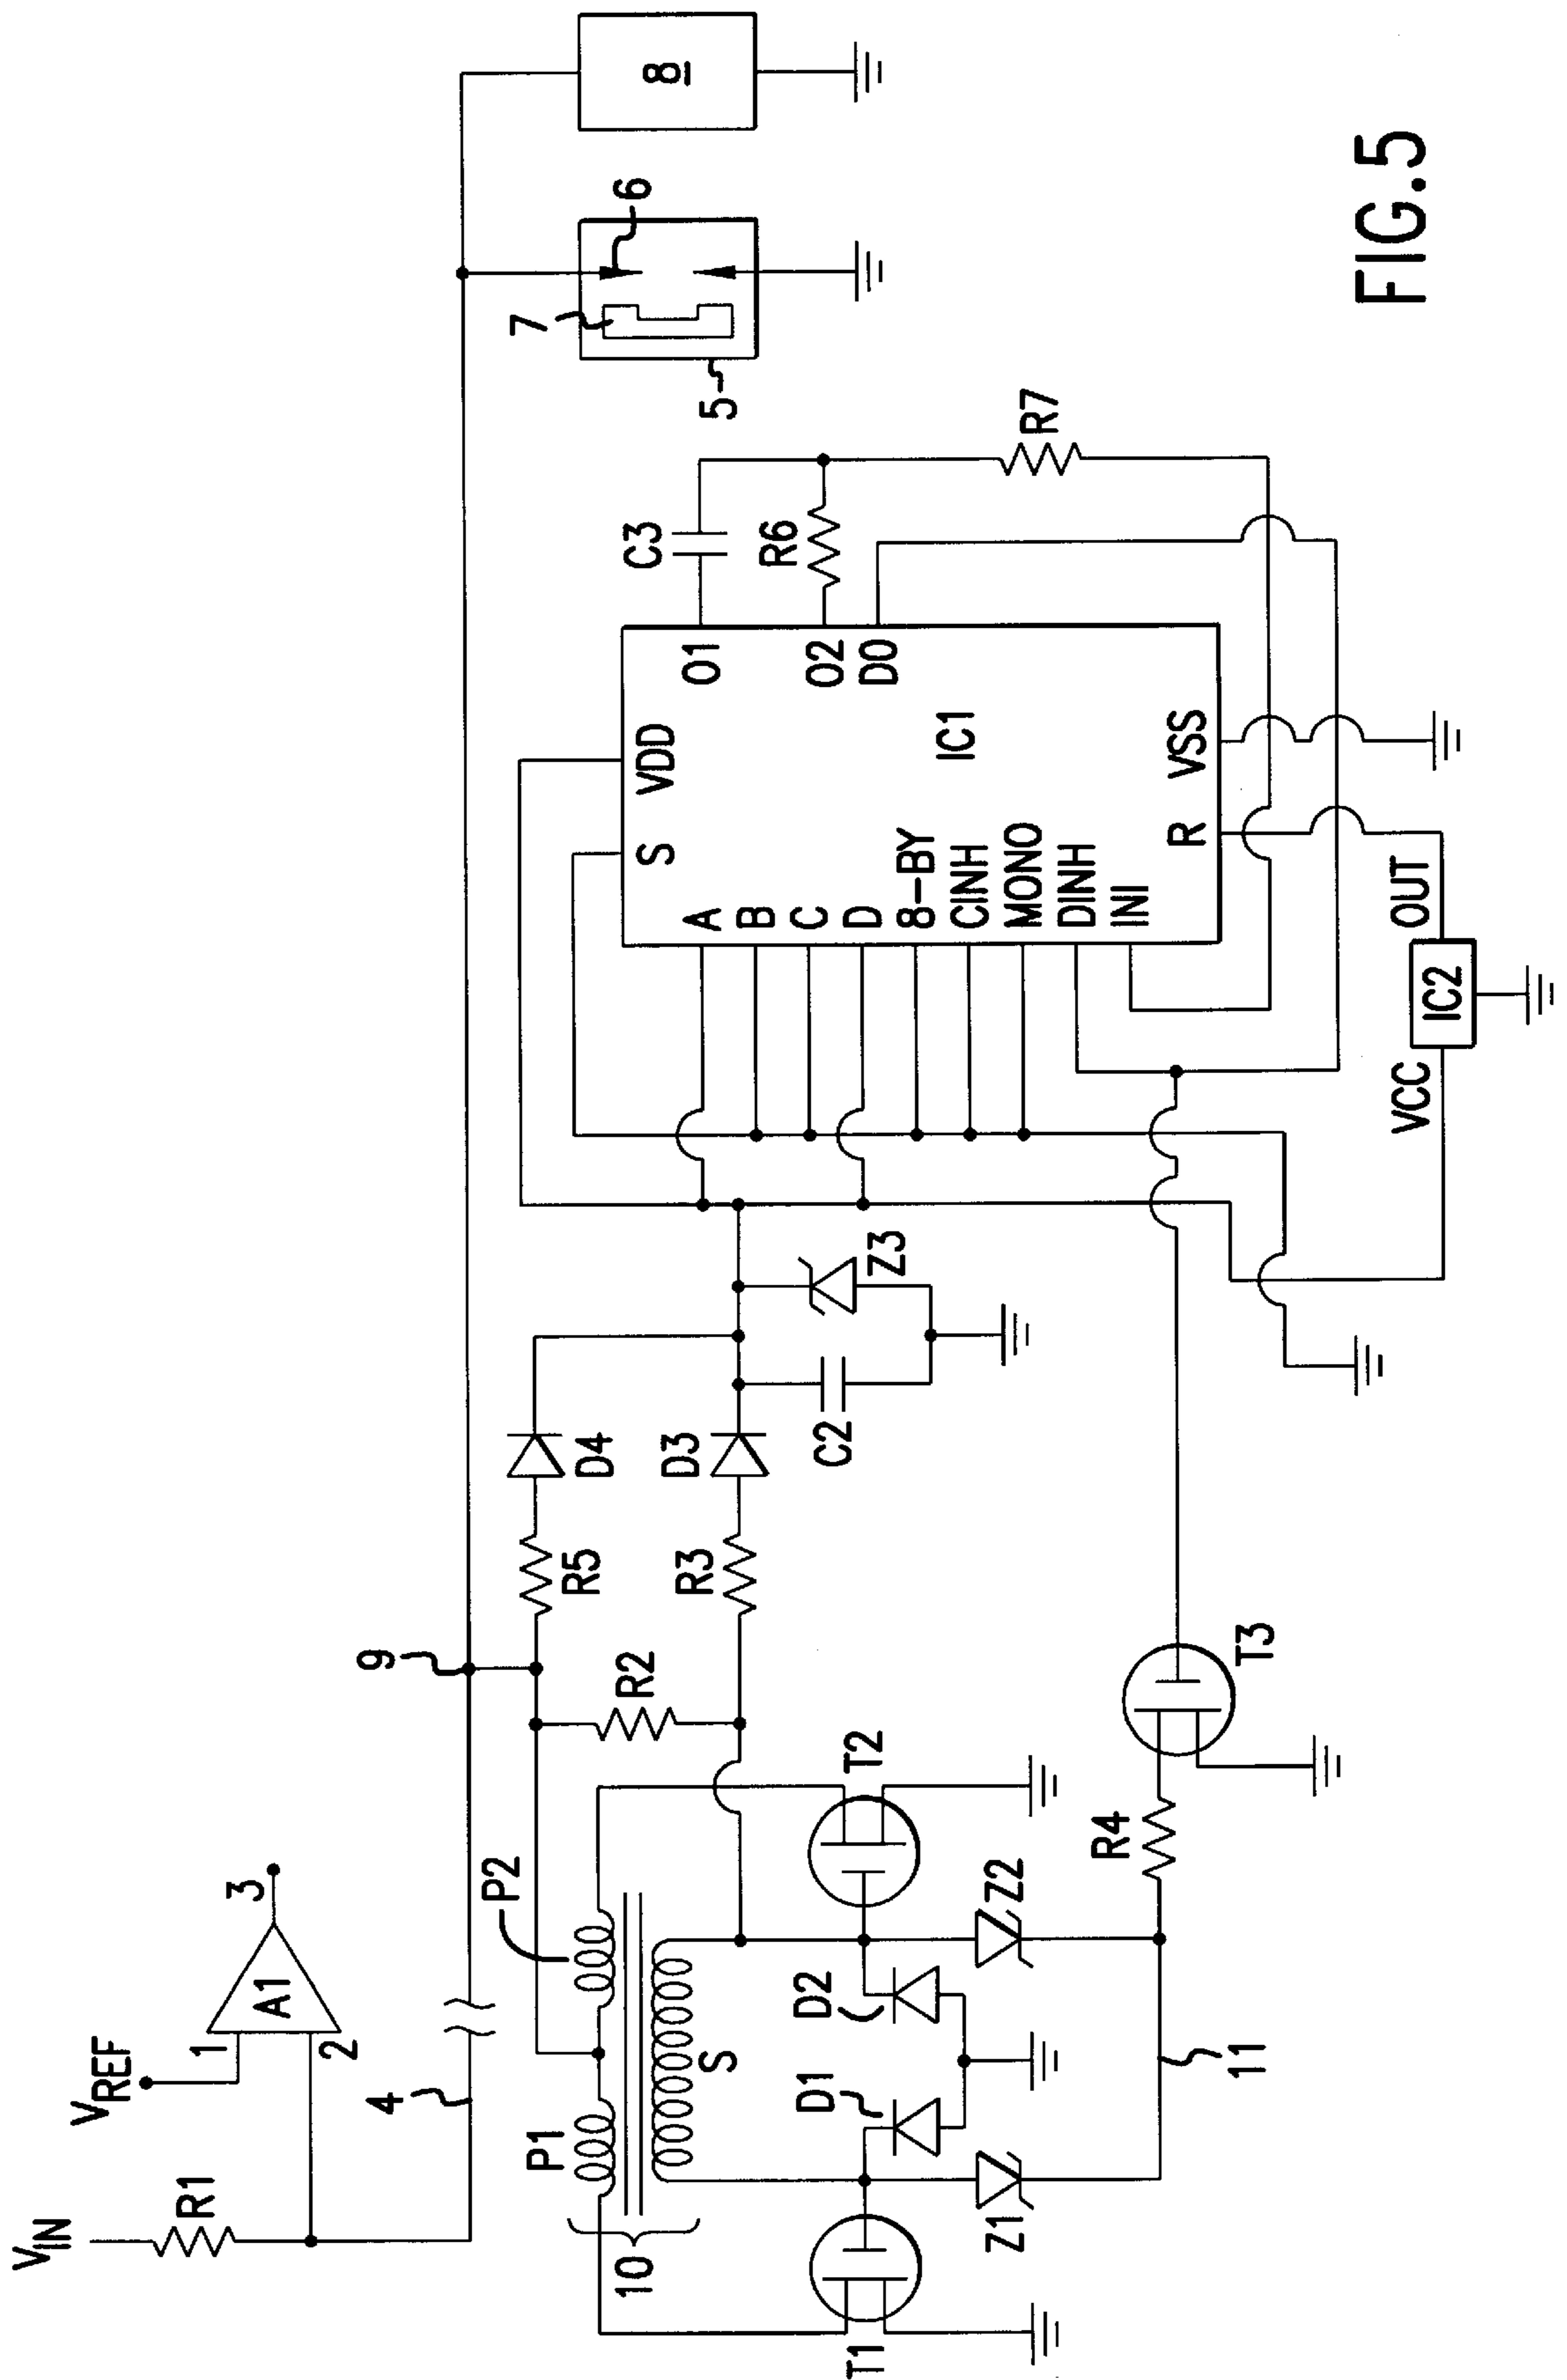 VIN
R1
VREF
1
2
A1
3
4
9
8
6
7
5
P1
P2
10
S
R2
R5
D4
R3
D3
C2
Z3
T1
T2
D1
D2
Z1
Z2
11
R4
T3
S
VDD
A
B
C
D
8-BY
CINH
MONO
DINH
INI
R
VSS
O1
O2
DO
IC1
C3
R6
R7
VCC
IC2
OUT
FIG.5